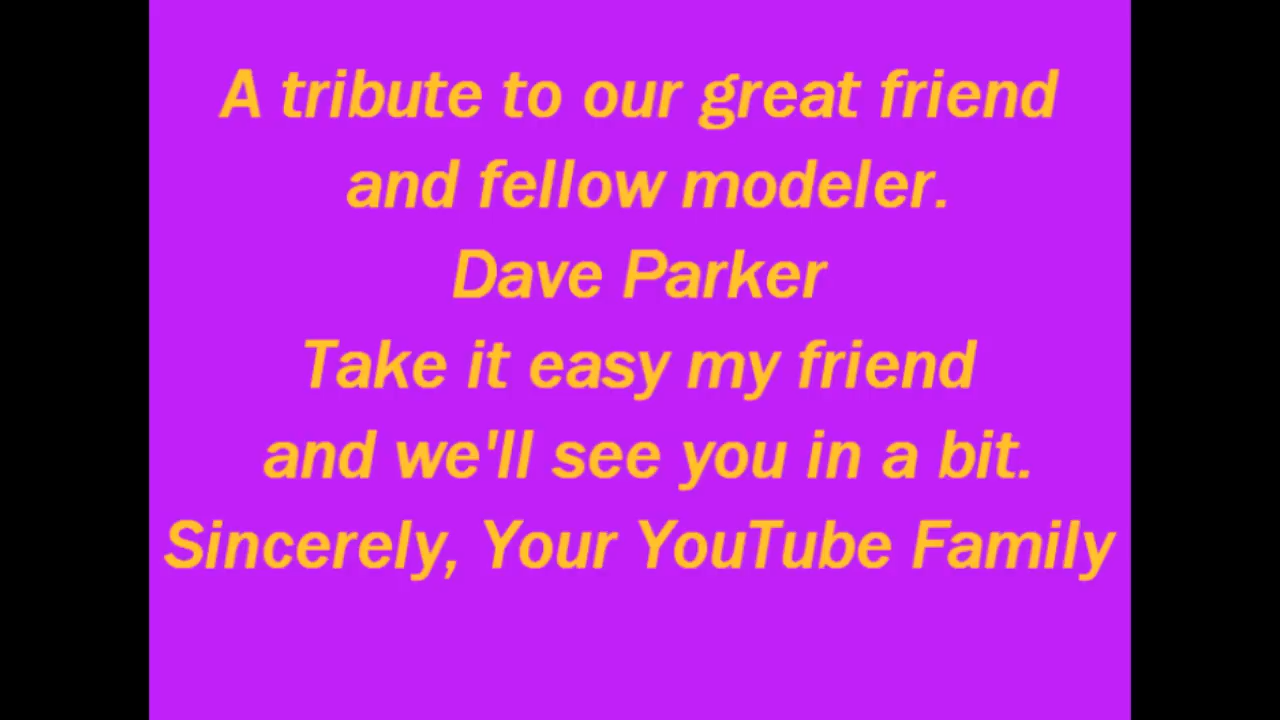 A tribute to our great friend
and fellow modeler.
Dave Parker
Take it easy my friend
and we'll see you in a bit.
Sincerely, Your YouTube Family